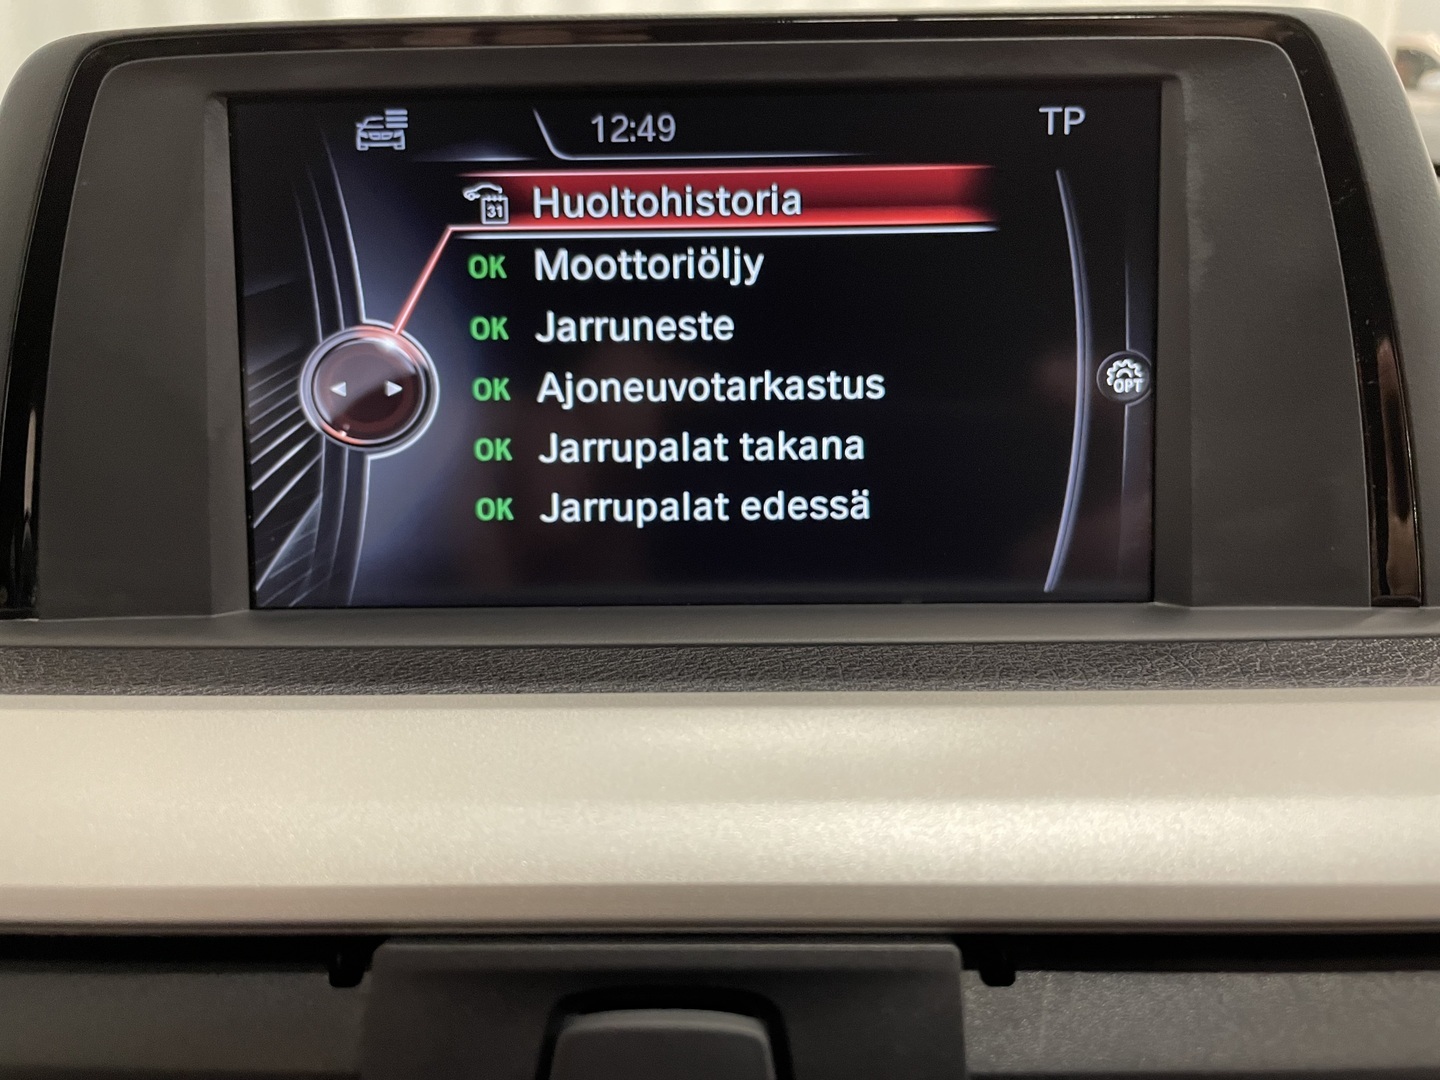 12:49
TP
31 Huoltohistoria
OK Moottoriöljy
OK Jarruneste
OK Ajoneuvotarkastus
OPT
OK Jarrupalat takana
OK Jarrupalat edessä